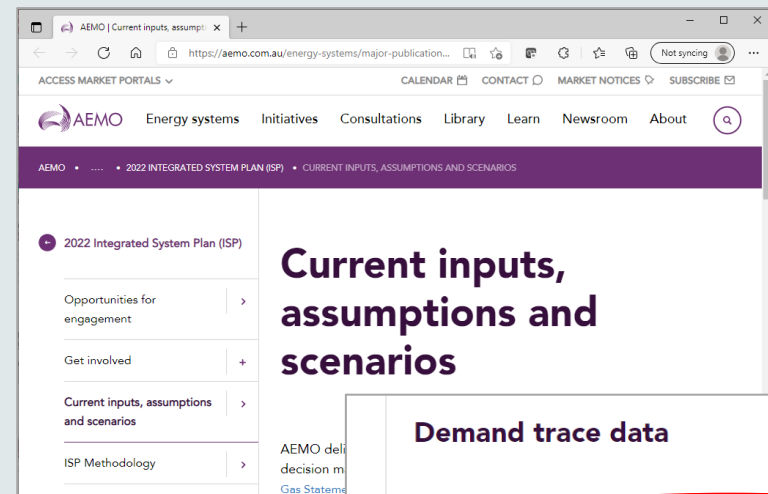 AEMO | Current inputs, assumpti
https://aemo.com.au/energy-systems/major-publication...
Not syncing
ACCESS MARKET PORTALS
CALENDAR
CONTACT
MARKET NOTICES
SUBSCRIBE
AEMO
Energy systems
Initiatives
Consultations
Library
Learn
Newsroom
About
AEMO • .... • 2022 INTEGRATED SYSTEM PLAN (ISP) • CURRENT INPUTS, ASSUMPTIONS AND SCENARIOS
2022 Integrated System Plan (ISP)
Opportunities for
engagement
Get involved
Current inputs, assumptions
and scenarios
ISP Methodology
Current inputs,
assumptions and
scenarios
AEMO deli
decision m
Gas Stateme
Demand trace data